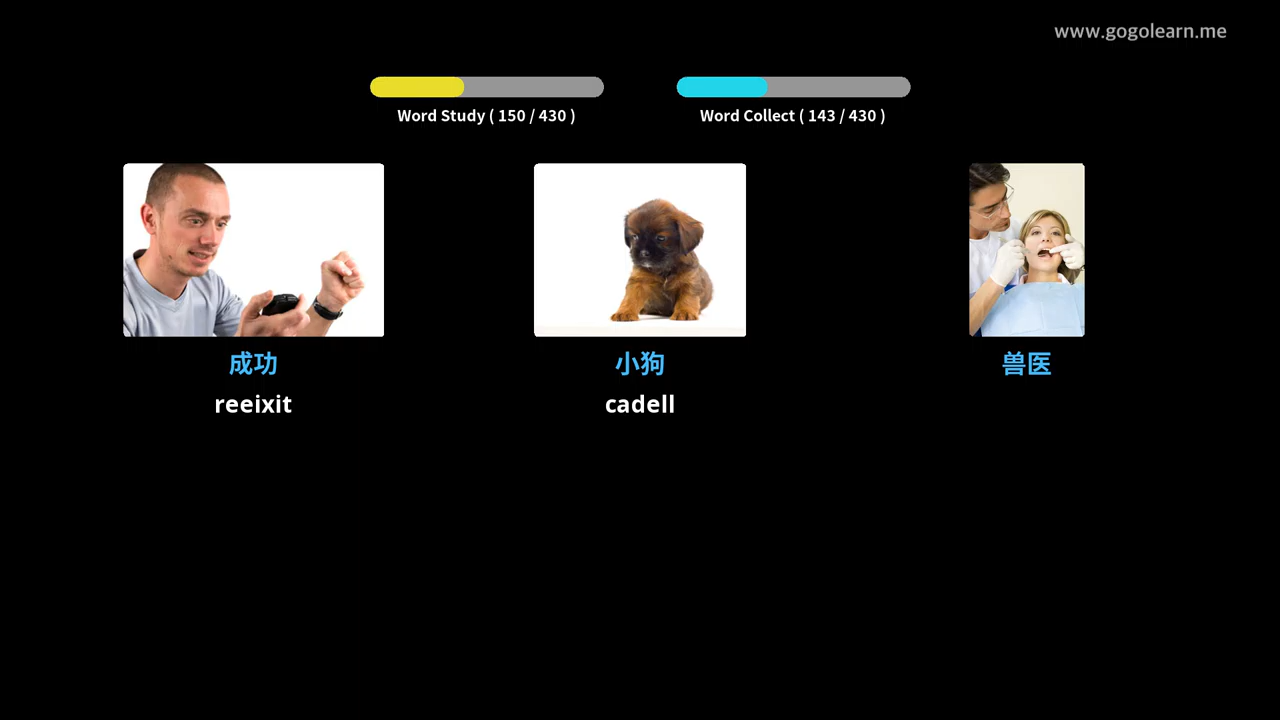 www.gogolearn.me
Word Study ( 150 / 430 )
Word Collect ( 143 / 430 )
成功
小狗
兽医
reeixit
cadell